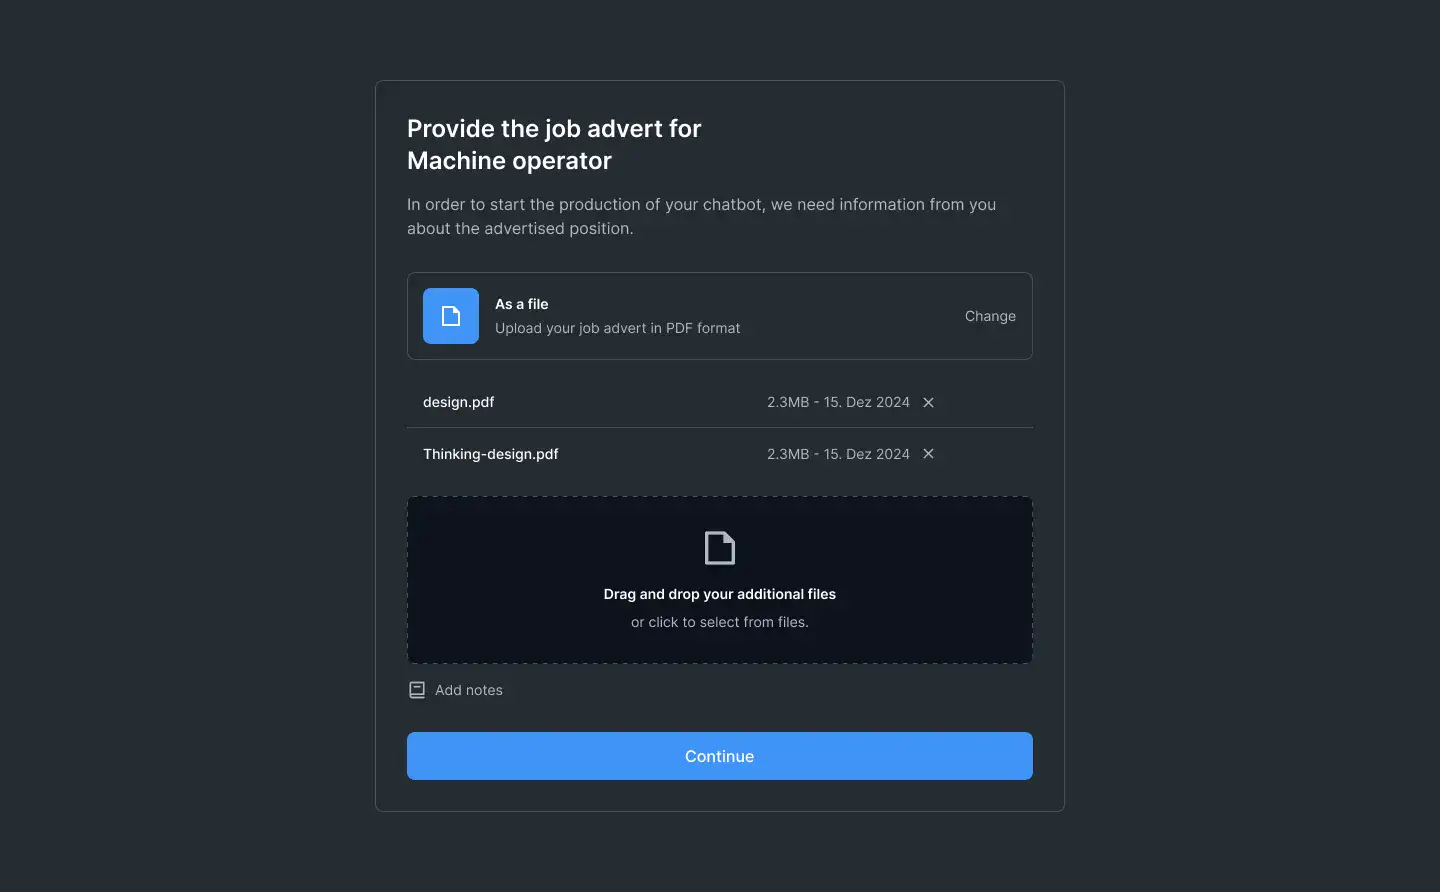 Provide the job advert for
Machine operator
In order to start the production of your chatbot, we need information from you
about the advertised position.
As a file
Upload your job advert in PDF format
Change
design.pdf
2.3MB - 15. Dez 2024
Thinking-design.pdf
2.3MB - 15. Dez 2024
Drag and drop your additional files
or click to select from files.
Add notes
Continue